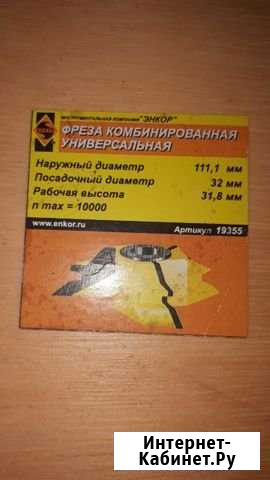 ИНСТРУМЕНТАЛЬНАЯ КОМПАНИЯ "ЭНКОР"
ЭНКОР
ФРЕЗА КОМБИНИРОВАННАЯ
УНИВЕРСАЛЬНАЯ
Наружный диаметр 111,1 мм
Посадочный диаметр 32 мм
Рабочая высота 31,8 мм
n max = 10000
www.enkor.ru Артикул 19355
Интернет-
Кабинет.Ру